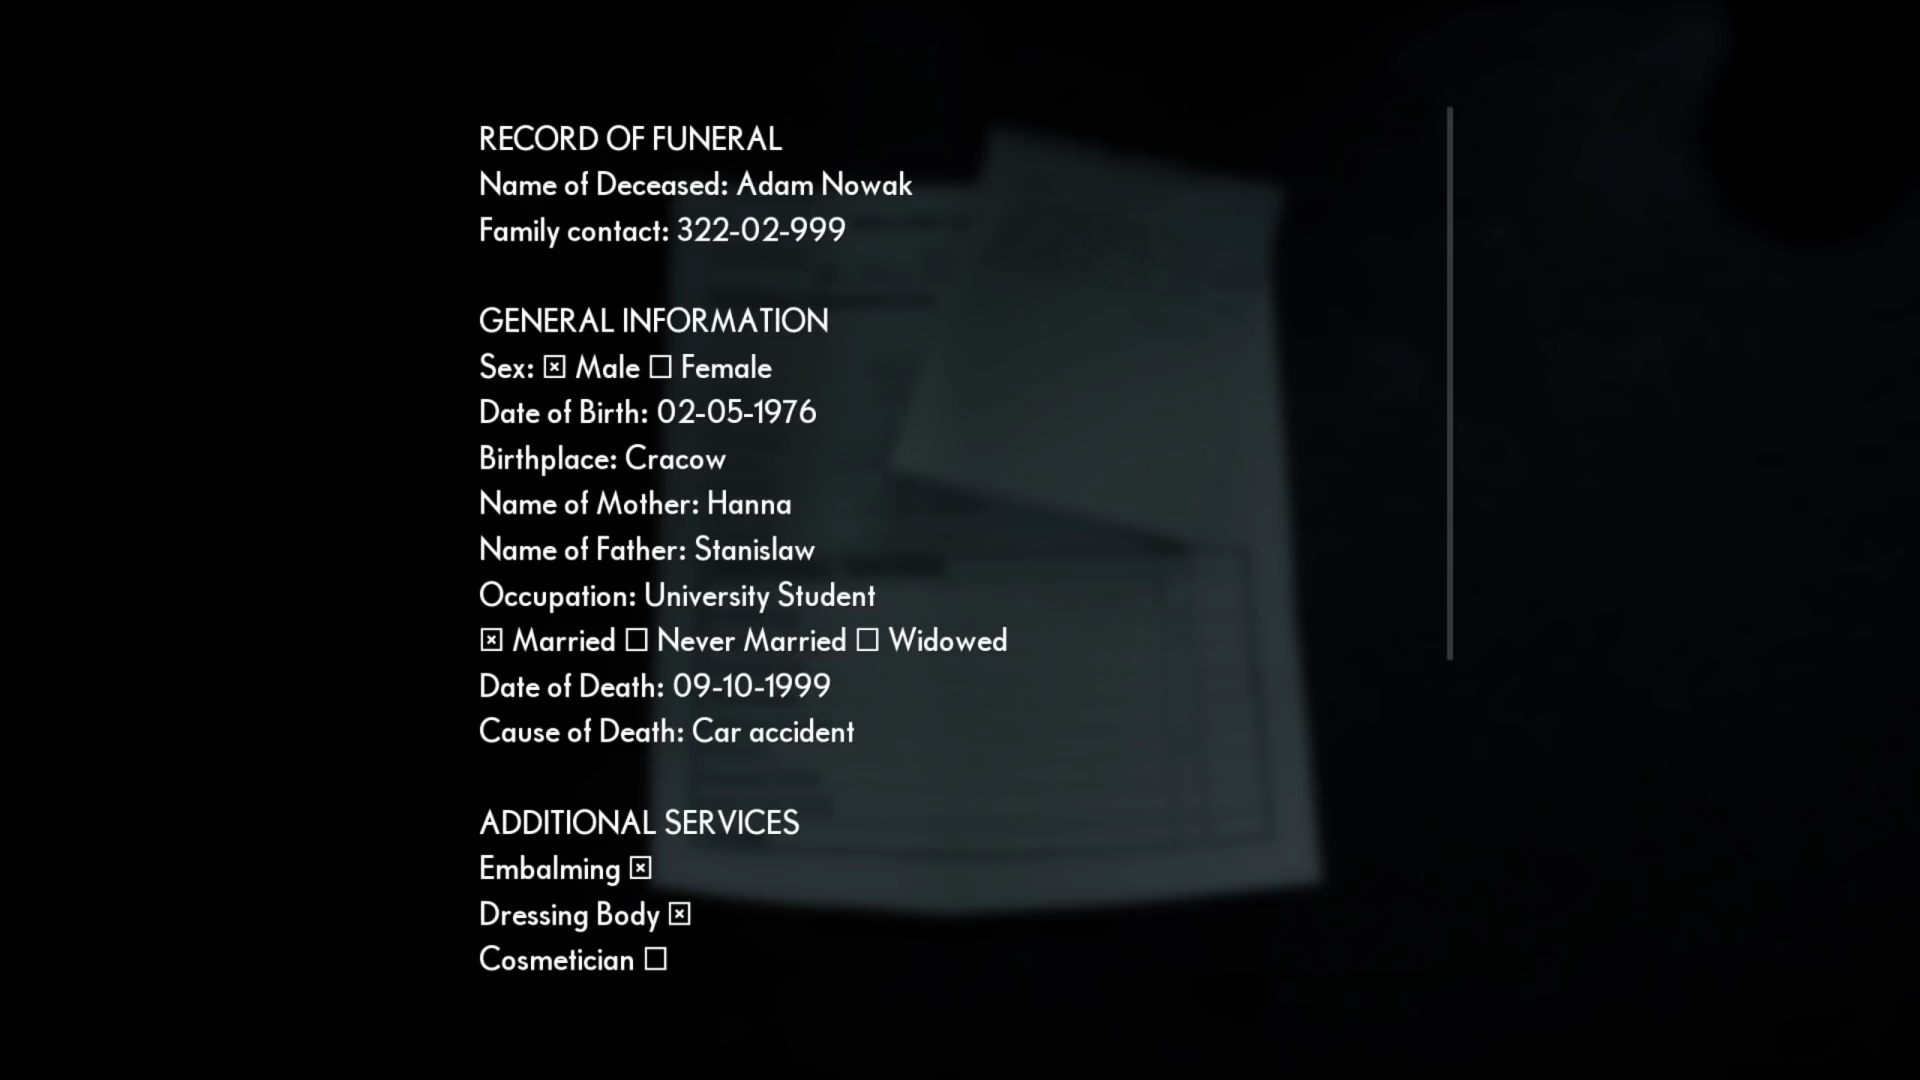 RECORD OF FUNERAL
Name of Deceased: Adam Nowak
Family contact: 322-02-999
GENERAL INFORMATION
Sex: ☒ Male ☐ Female
Date of Birth: 02-05-1976
Birthplace: Cracow
Name of Mother: Hanna
Name of Father: Stanislaw
Occupation: University Student
☒ Married ☐ Never Married ☐ Widowed
Date of Death: 09-10-1999
Cause of Death: Car accident
ADDITIONAL SERVICES
Embalming ☒
Dressing Body ☒
Cosmetician ☐